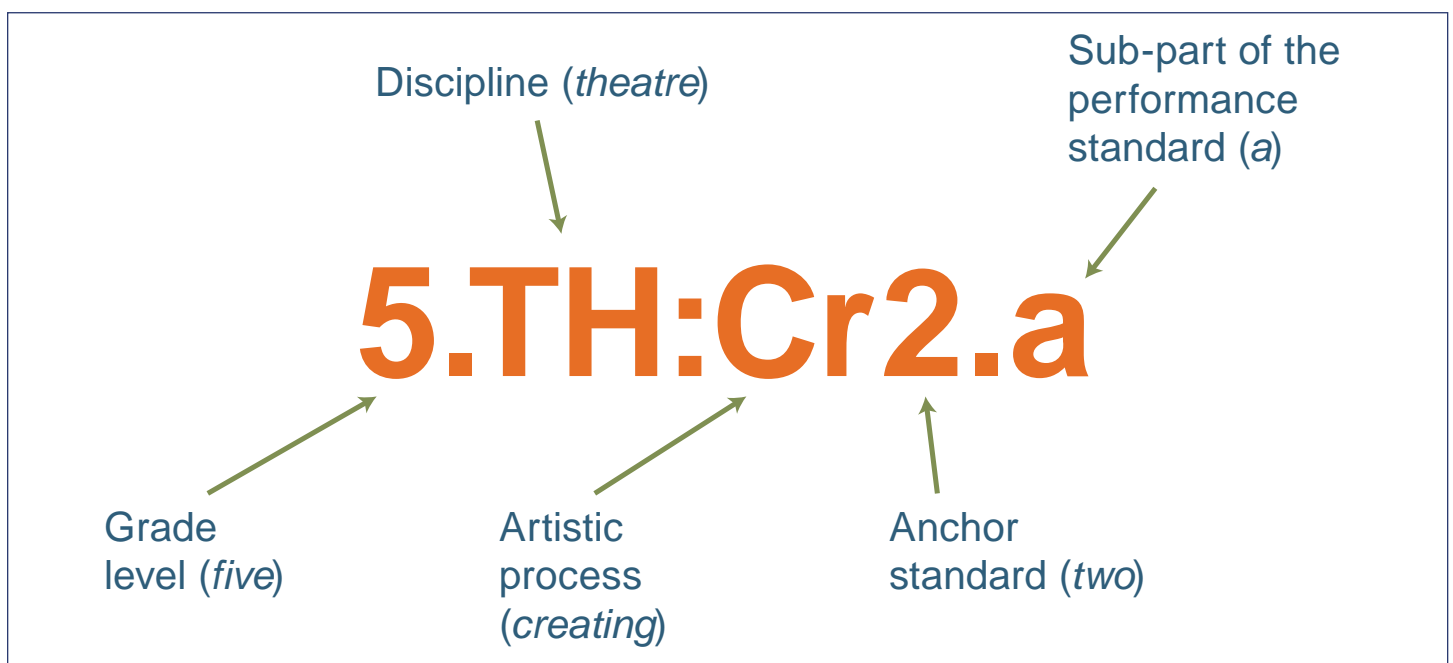 Discipline (theatre)
Sub-part of the
performance
standard (a)
5.TH:Cr2.a
Grade
level (five)
Artistic
process
(creating)
Anchor
standard (two)